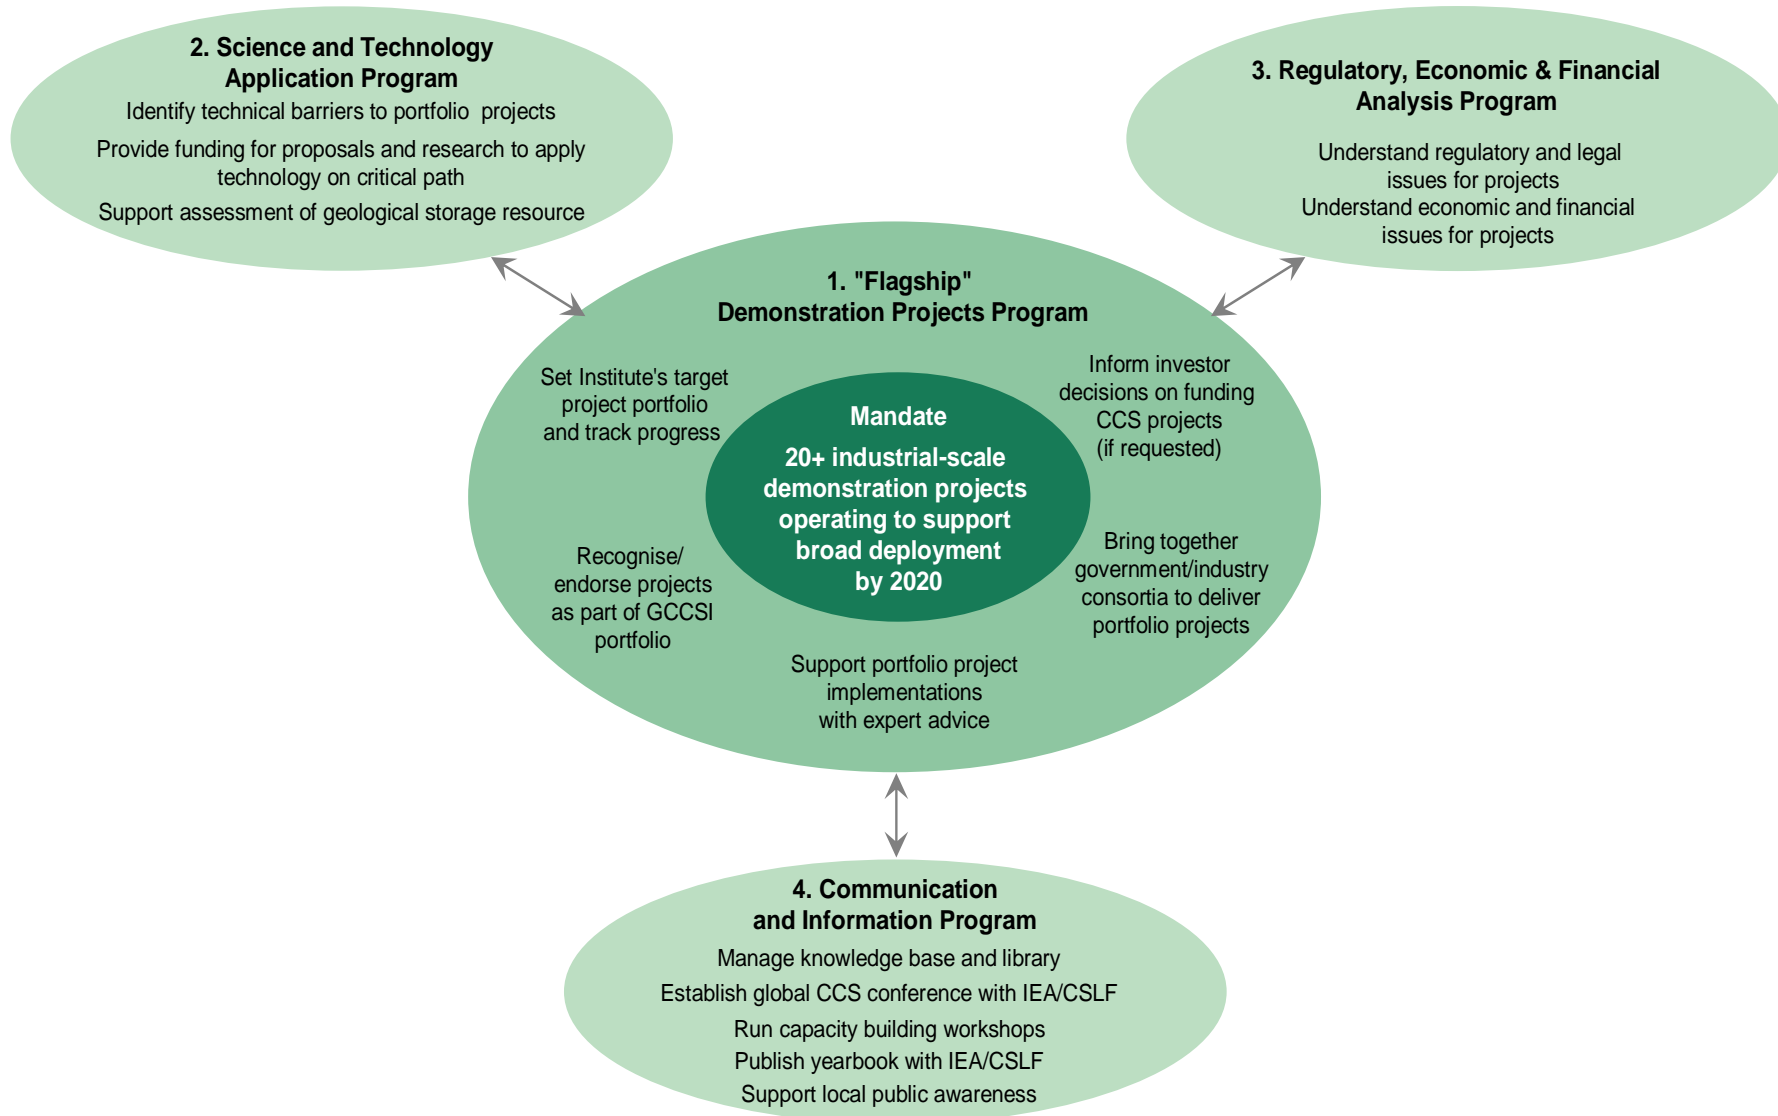 2. Science and Technology
Application Program
Identify technical barriers to portfolio projects
Provide funding for proposals and research to apply
technology on critical path
Support assessment of geological storage resource
3. Regulatory, Economic & Financial
Analysis Program
Understand regulatory and legal
issues for projects
Understand economic and financial
issues for projects
1. "Flagship"
Demonstration Projects Program
Set Institute's target
project portfolio
and track progress
Inform investor
decisions on funding
CCS projects
(if requested)
Mandate
20+ industrial-scale
demonstration projects
operating to support
broad deployment
by 2020
Recognise/
endorse projects
as part of GCCSI
portfolio
Bring together
government/industry
consortia to deliver
portfolio projects
Support portfolio project
implementations
with expert advice
4. Communication
and Information Program
Manage knowledge base and library
Establish global CCS conference with IEA/CSLF
Run capacity building workshops
Publish yearbook with IEA/CSLF
Support local public awareness